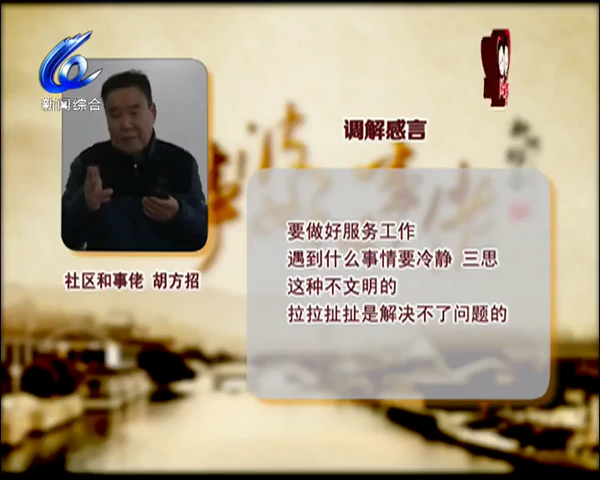 新闻综合
调解感言
要做好服务工作
遇到什么事情要冷静 三思
这种不文明的
拉拉扯扯是解决不了问题的
社区和事佬 胡方招